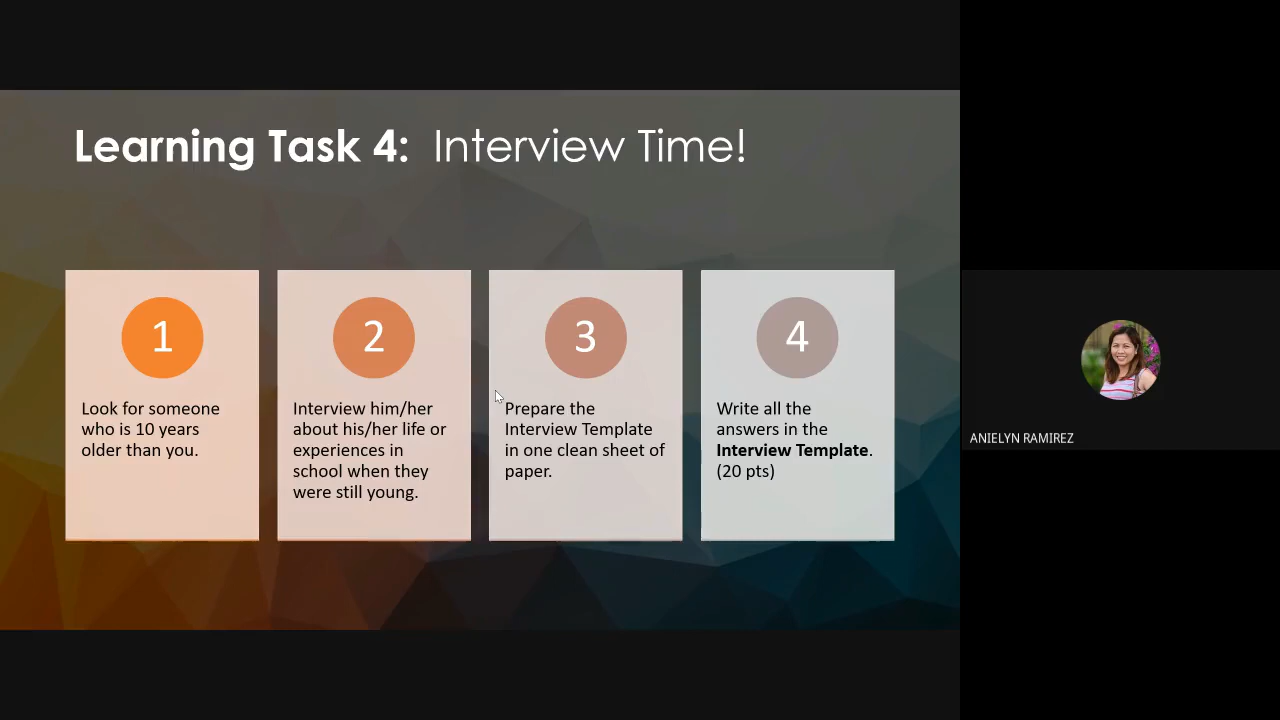 Learning Task 4: Interview Time!
1
Look for someone
who is 10 years
older than you.
2
Interview him/her
about his/her life or
experiences in
school when they
were still young.
3
Prepare the
Interview Template
in one clean sheet of
paper.
4
Write all the
answers in the
Interview Template.
(20 pts)
ANIELYN RAMIREZ